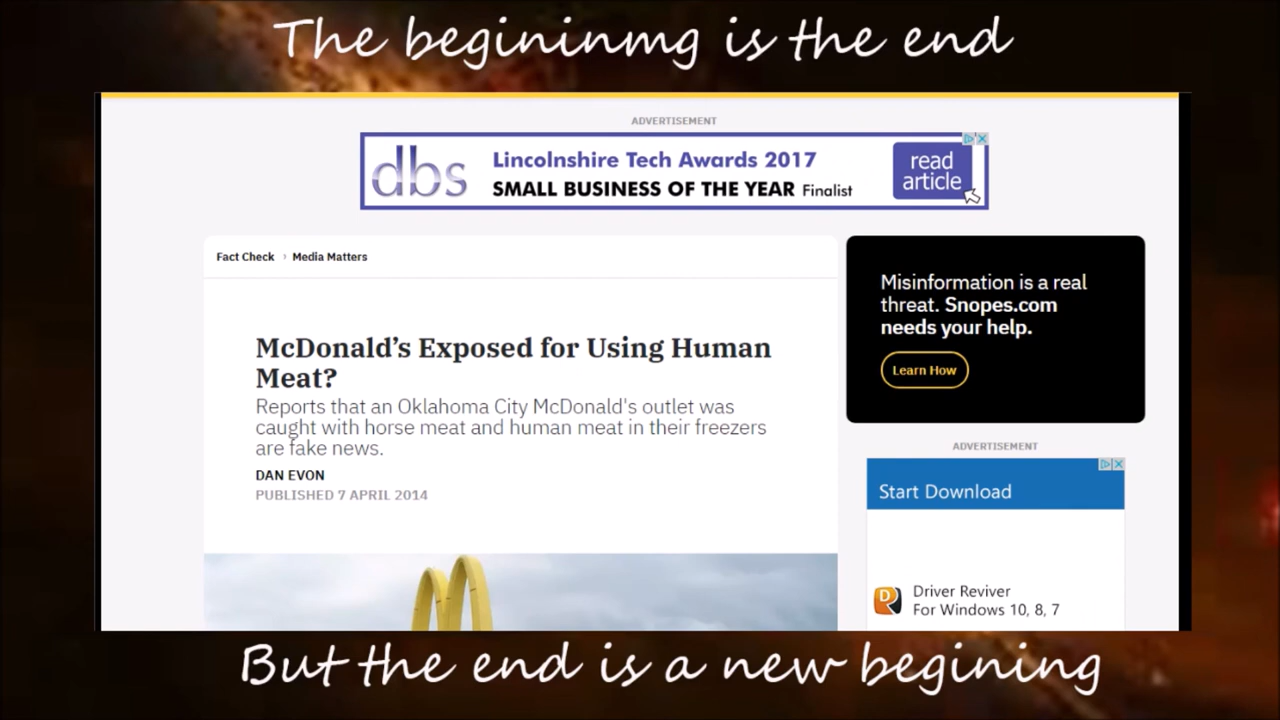 The begininmg is the end
ADVERTISEMENT
dbs
Lincolnshire Tech Awards 2017
SMALL BUSINESS OF THE YEAR Finalist
read
article
Fact Check › Media Matters
McDonald's Exposed for Using Human
Meat?
Reports that an Oklahoma City McDonald's outlet was
caught with horse meat and human meat in their freezers
are fake news.
DAN EVON
PUBLISHED 7 APRIL 2014
Misinformation is a real
threat. Snopes.com
needs your help.
Learn How
ADVERTISEMENT
Start Download
Driver Reviver
For Windows 10, 8, 7
But the end is a new begining